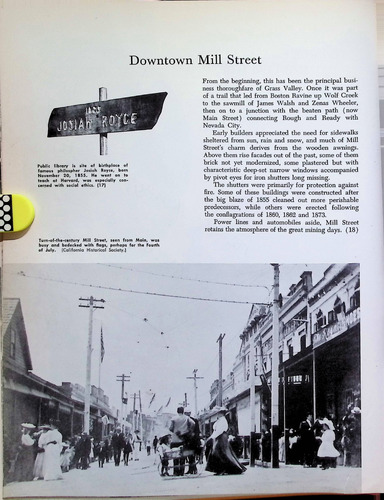 Downtown Mill Street
1855
JOSIAH ROYCE
Public library is site of birthplace of
famous philosopher Josiah Royce, born
November 20, 1855. He went on to
teach at Harvard, was especially con-
cerned with social ethics. (17)
Turn-of-the-century Mill Street, seen from Main, was
busy and bedecked with flags, perhaps for the Fourth
of July. (California Historical Society.)
From the beginning, this has been the principal busi-
ness thoroughfare of Grass Valley. Once it was part
of a trail that led from Boston Ravine up Wolf Creek
to the sawmill of James Walsh and Zenas Wheeler,
then on to a junction with the beaten path (now
Main Street) connecting Rough and Ready with
Nevada City.
Early builders appreciated the need for sidewalks
sheltered from sun, rain and snow, and much of Mill
Street's charm derives from the wooden awnings.
Above them rise facades out of the past, some of them
brick not yet modernized, some plastered but with
characteristic deep-set narrow windows accompanied
by pivot eyes for iron shutters long missing.
The shutters were primarily for protection against
fire. Some of these buildings were constructed after
the big blaze of 1855 cleaned out more perishable
predecessors, while others were erected following
the conflagrations of 1860, 1862 and 1873.
Power lines and automobiles aside, Mill Street
retains the atmosphere of the great mining days. (18)